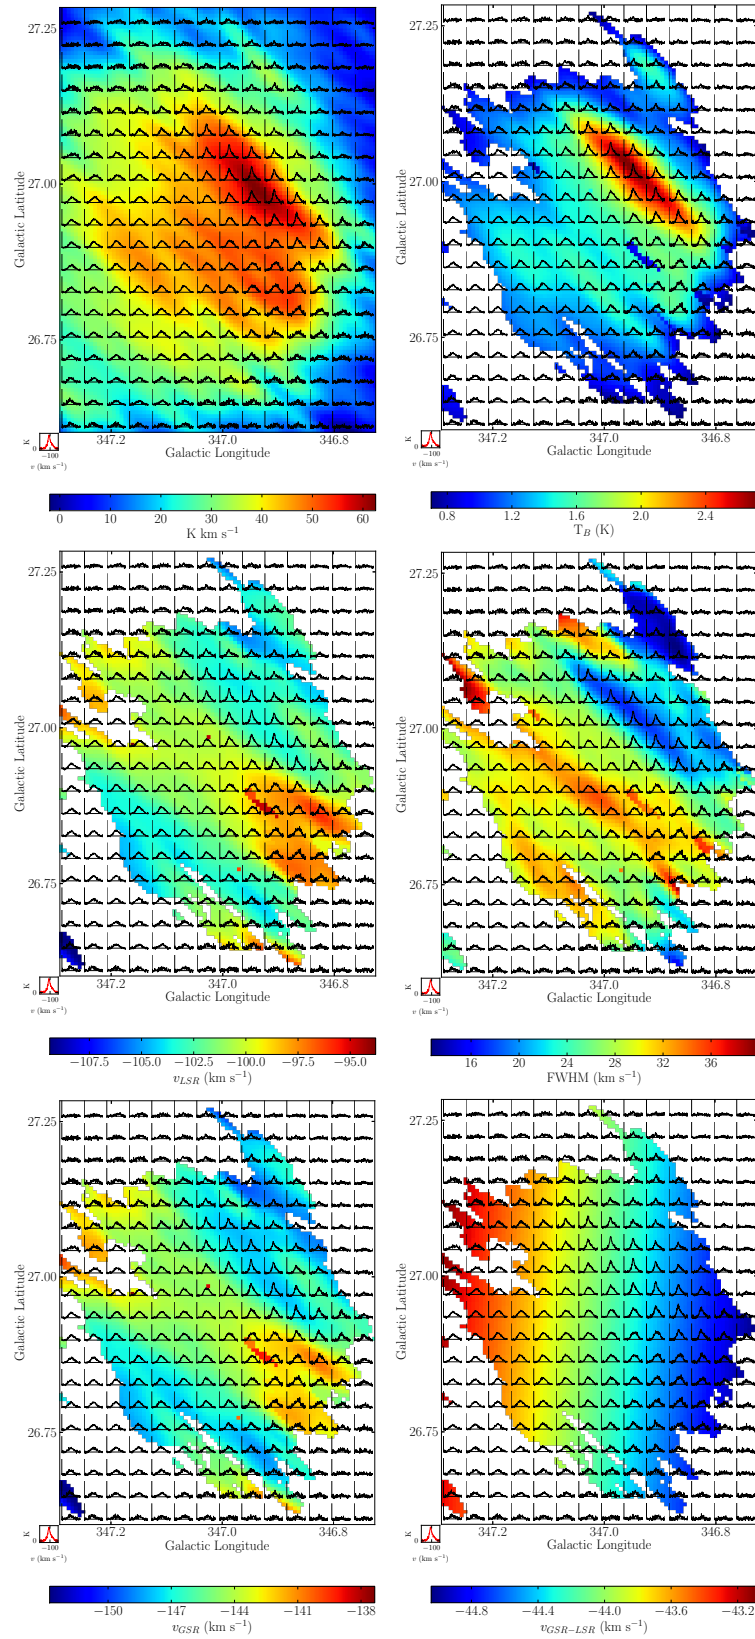 27.25
27.00
26.75
Galactic Latitude
K
0
−100
v (km s⁻¹)
347.2 347.0 346.8
Galactic Longitude
0 10 20 30 40 50 60
K km s⁻¹
27.25
27.00
26.75
Galactic Latitude
K
0
−100
v (km s⁻¹)
347.2 347.0 346.8
Galactic Longitude
0.8 1.2 1.6 2.0 2.4
T_B (K)
27.25
27.00
26.75
Galactic Latitude
K
0
−100
v (km s⁻¹)
347.2 347.0 346.8
Galactic Longitude
−107.5 −105.0 −102.5 −100.0 −97.5 −95.0
v_LSR (km s⁻¹)
27.25
27.00
26.75
Galactic Latitude
K
0
−100
v (km s⁻¹)
347.2 347.0 346.8
Galactic Longitude
16 20 24 28 32 36
FWHM (km s⁻¹)
27.25
27.00
26.75
Galactic Latitude
K
0
−100
v (km s⁻¹)
347.2 347.0 346.8
Galactic Longitude
−150 −147 −144 −141 −138
v_GSR (km s⁻¹)
27.25
27.00
26.75
Galactic Latitude
K
0
−100
v (km s⁻¹)
347.2 347.0 346.8
Galactic Longitude
−44.8 −44.4 −44.0 −43.6 −43.2
v_GSR−LSR (km s⁻¹)